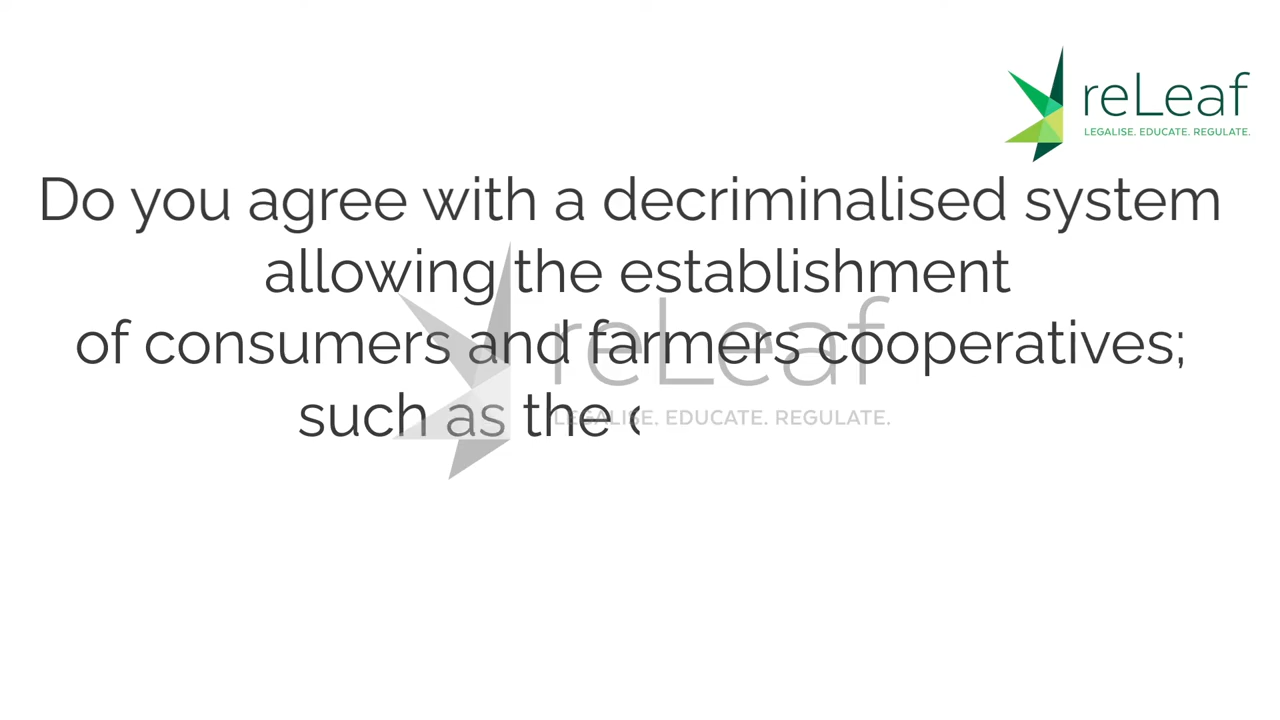 reLeaf
LEGALISE. EDUCATE. REGULATE.
Do you agree with a decriminalised system
allowing the establishment
of consumers and farmers cooperatives;
such as the
reLeaf
LEGALISE. EDUCATE. REGULATE.